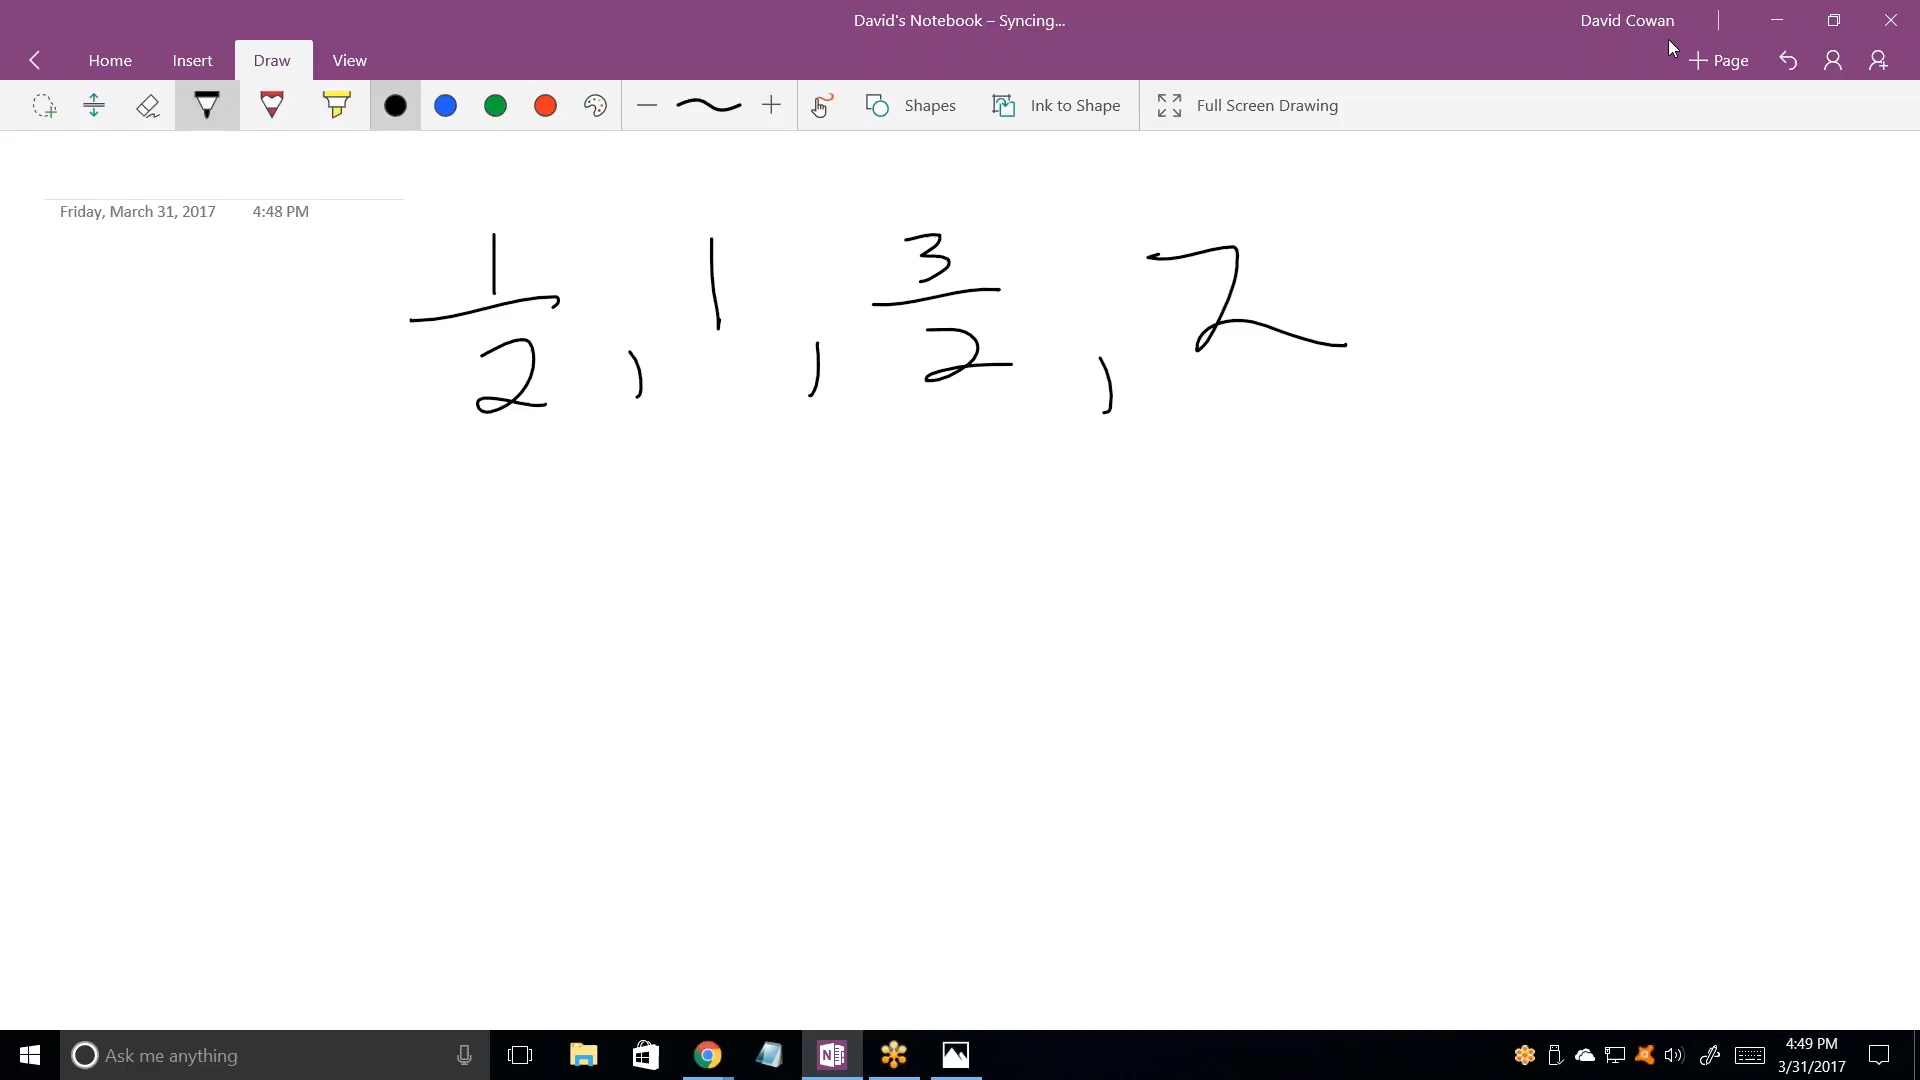 David's Notebook – Syncing... David Cowan
Home Insert Draw View Page
Shapes Ink to Shape Full Screen Drawing
Friday, March 31, 2017 4:48 PM
1/2, 1, 3/2, 2
Ask me anything 4:49 PM
3/31/2017